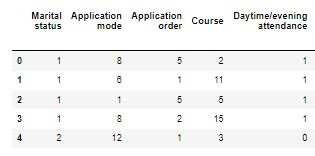 Marital status Application mode Application order Course Daytime/evening attendance
0 1 8 5 2 1
1 1 6 1 11 1
2 1 1 5 5 1
3 1 8 2 15 1
4 2 12 1 3 0